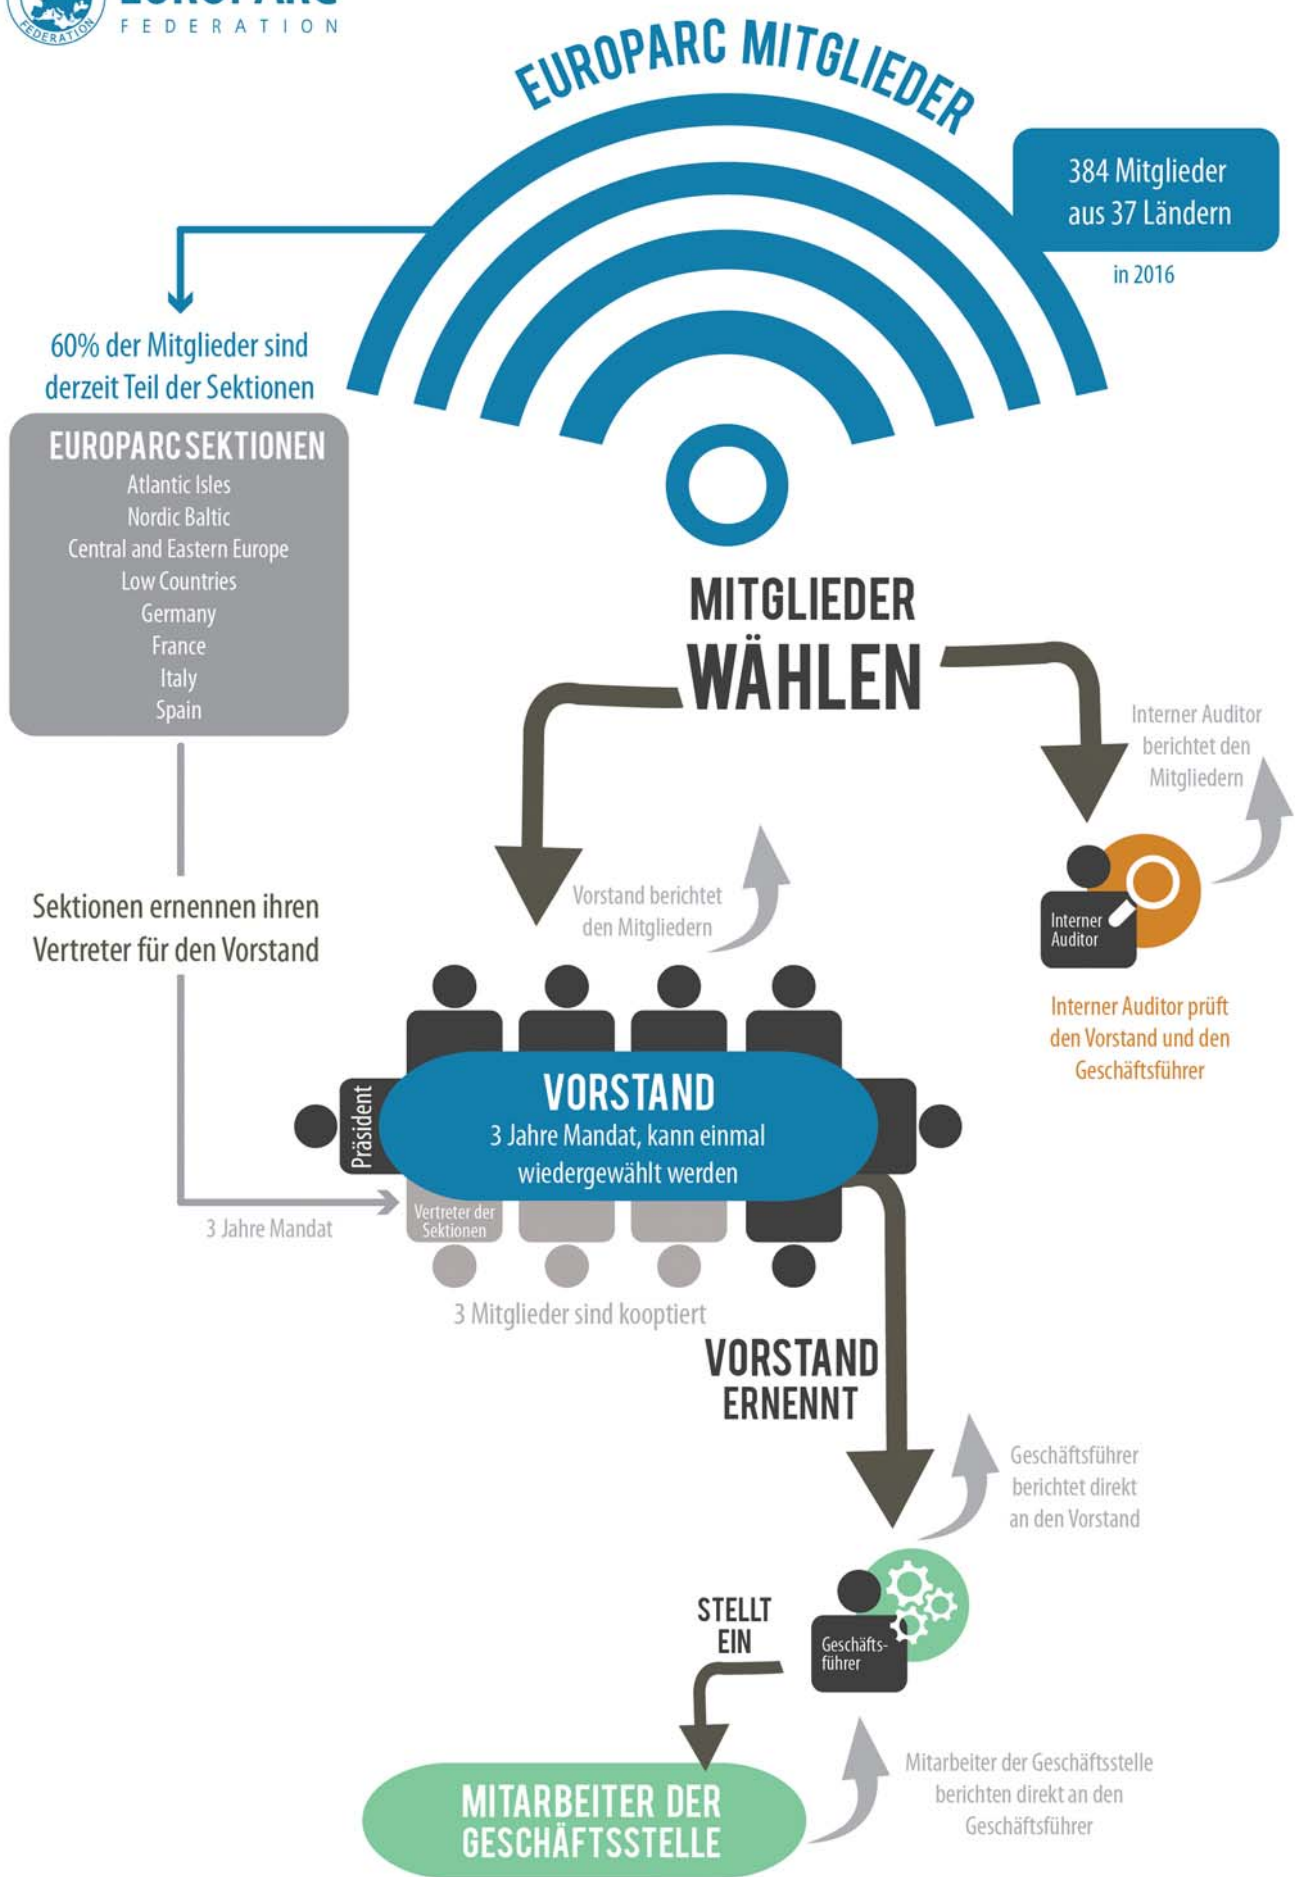 FEDERATION
FEDERATION
EUROPARC MITGLIEDER
384 Mitglieder
aus 37 Ländern
in 2016
60% der Mitglieder sind
derzeit Teil der Sektionen
EUROPARC SEKTIONEN
Atlantic Isles
Nordic Baltic
Central and Eastern Europe
Low Countries
Germany
France
Italy
Spain
MITGLIEDER
WÄHLEN
Interner Auditor
berichtet den
Mitgliedern
Sektionen ernennen ihren
Vertreter für den Vorstand
Vorstand berichtet
den Mitgliedern
Interner
Auditor
Interner Auditor prüft
den Vorstand und den
Geschäftsführer
Präsident
VORSTAND
3 Jahre Mandat, kann einmal
wiedergewählt werden
3 Jahre Mandat
Vertreter der
Sektionen
3 Mitglieder sind kooptiert
VORSTAND
ERNENNT
Geschäftsführer
berichtet direkt
an den Vorstand
STELLT
EIN
Geschäfts-
führer
MITARBEITER DER
GESCHÄFTSSTELLE
Mitarbeiter der Geschäftsstelle
berichten direkt an den
Geschäftsführer